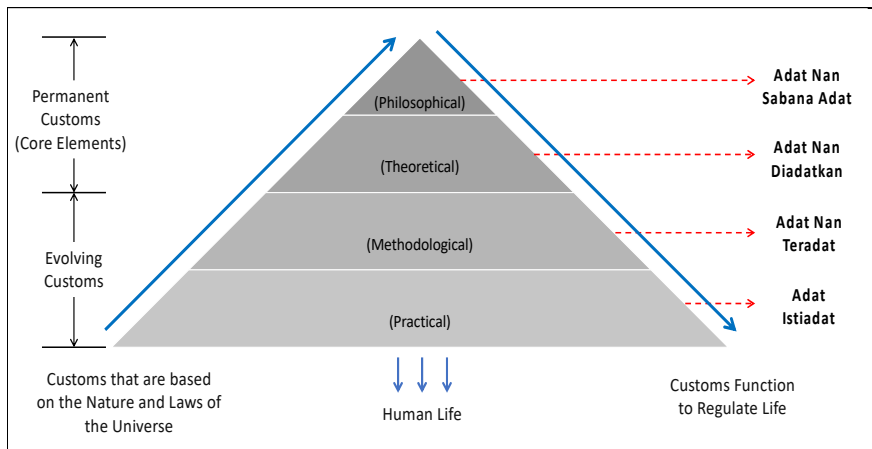 Permanent
Customs
(Core Elements)
Evolving
Customs
(Philosophical)
(Theoretical)
(Methodological)
(Practical)
Adat Nan
Sabana Adat
Adat Nan
Diadatkan
Adat Nan
Teradat
Adat
Istiadat
Customs that are based
on the Nature and Laws of
the Universe
Human Life
Customs Function
to Regulate Life